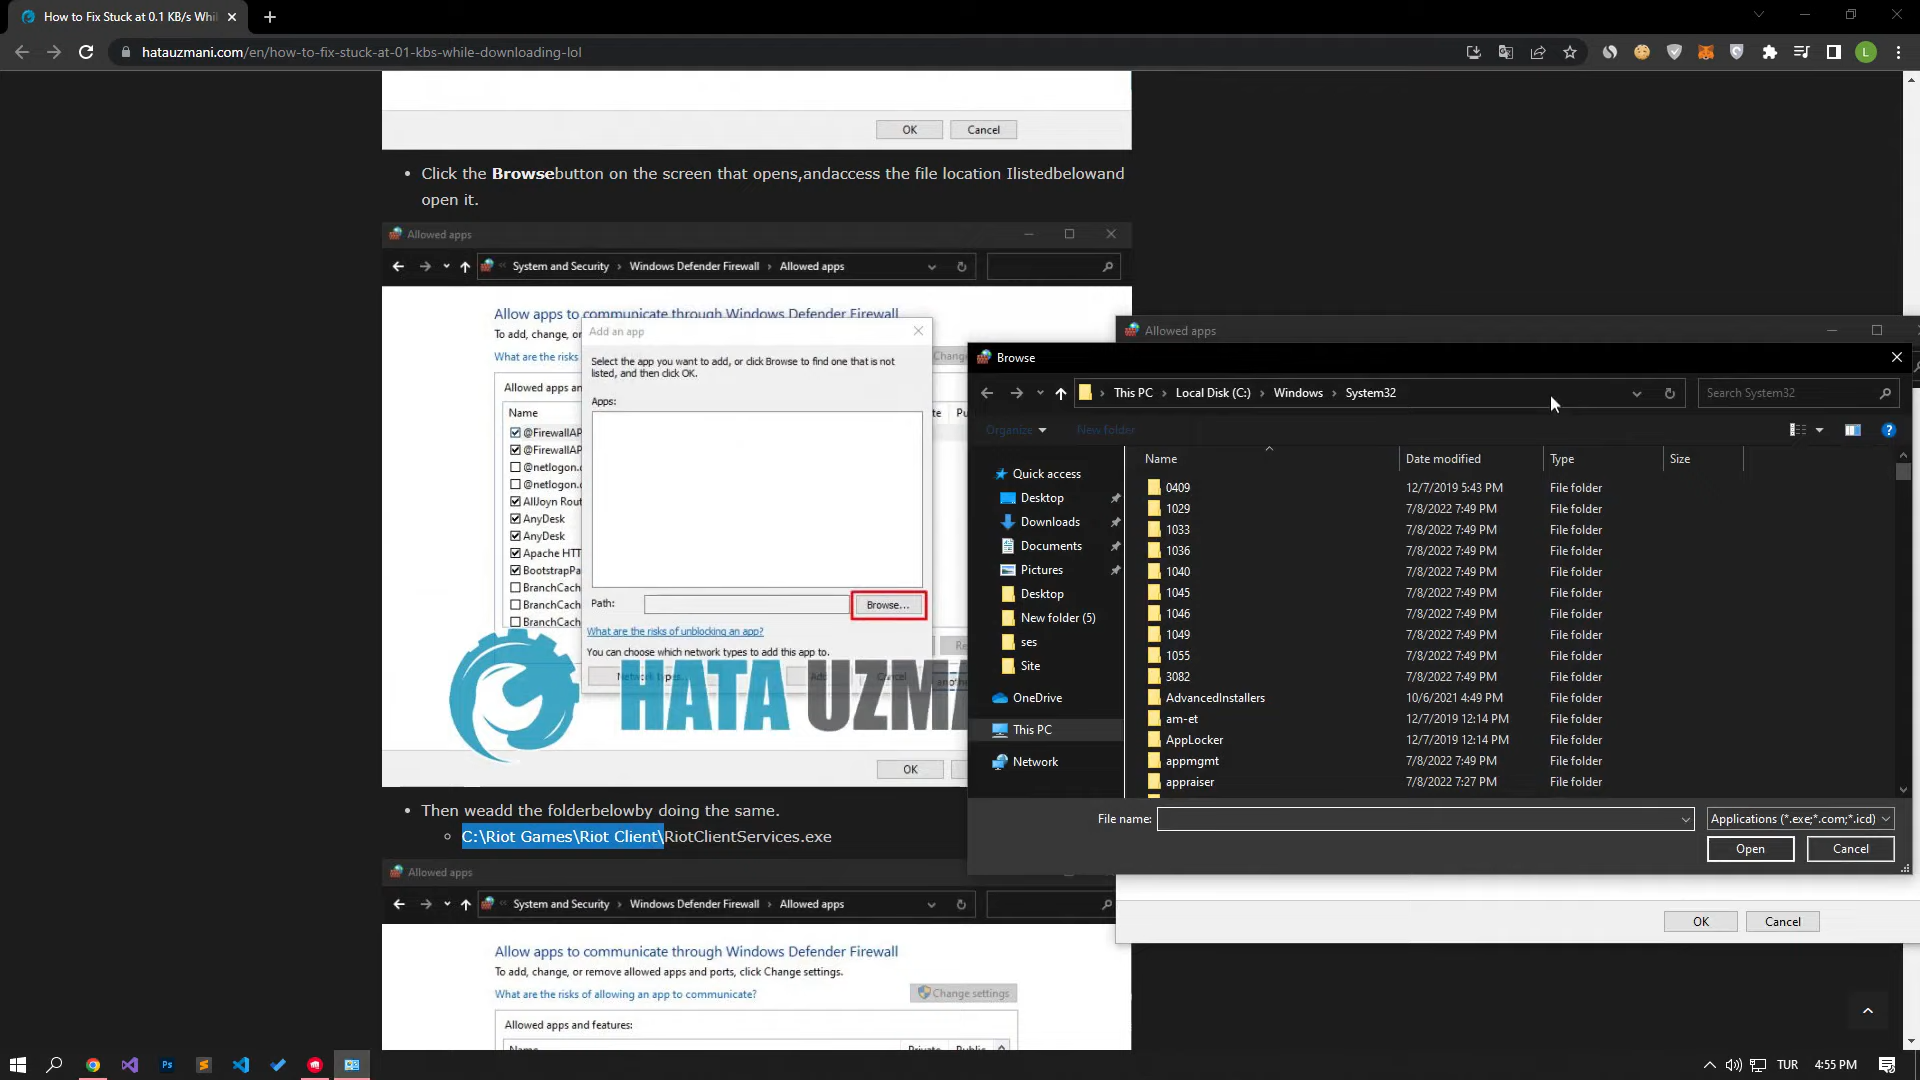 How to Fix Stuck at 0.1 KB/s Whi
hatauzmani.com/en/how-to-fix-stuck-at-01-kbs-while-downloading-lol
L
OK Cancel
• Click the Browsebutton on the screen that opens,andaccess the file location Ilistedbelowand
open it.
Allowed apps
System and Security › Windows Defender Firewall › Allowed apps
Allow apps to communicate through Windows Defender Firewall
To add, change, o
What are the risks
Allowed apps an
Name
@FirewallAP
@FirewallAP
@netlogon.
@netlogon.
AllJoyn Rout
AnyDesk
AnyDesk
Apache HTT
BootstrapPa
BranchCach
BranchCach
BranchCach
Add an app
Select the app you want to add, or click Browse to find one that is not
listed, and then click OK.
Apps:
Path: Browse...
What are the risks of unblocking an app?
You can choose which network types to add this app to.
Network types... Add Cancel
HATA UZMA
OK
• Then weadd the folderbelowby doing the same.
C:\Riot Games\Riot Client\RiotClientServices.exe
Allowed apps
System and Security › Windows Defender Firewall › Allowed apps
Allow apps to communicate through Windows Defender Firewall
To add, change, or remove allowed apps and ports, click Change settings.
What are the risks of allowing an app to communicate? Change settings
Allowed apps and features:
Name Private Public
Allowed apps
Browse
This PC › Local Disk (C:) › Windows › System32 Search System32
Organize New folder
Quick access
Desktop
Downloads
Documents
Pictures
Desktop
New folder (5)
ses
Site
OneDrive
This PC
Network
Name Date modified Type Size
0409 12/7/2019 5:43 PM File folder
1029 7/8/2022 7:49 PM File folder
1033 7/8/2022 7:49 PM File folder
1036 7/8/2022 7:49 PM File folder
1040 7/8/2022 7:49 PM File folder
1045 7/8/2022 7:49 PM File folder
1046 7/8/2022 7:49 PM File folder
1049 7/8/2022 7:49 PM File folder
1055 7/8/2022 7:49 PM File folder
3082 7/8/2022 7:49 PM File folder
AdvancedInstallers 10/6/2021 4:49 PM File folder
am-et 12/7/2019 12:14 PM File folder
AppLocker 12/7/2019 12:14 PM File folder
appmgmt 7/8/2022 7:49 PM File folder
appraiser 7/8/2022 7:27 PM File folder
File name: Applications (*.exe;*.com;*.icd)
Open Cancel
OK Cancel
Ps
TUR 4:55 PM